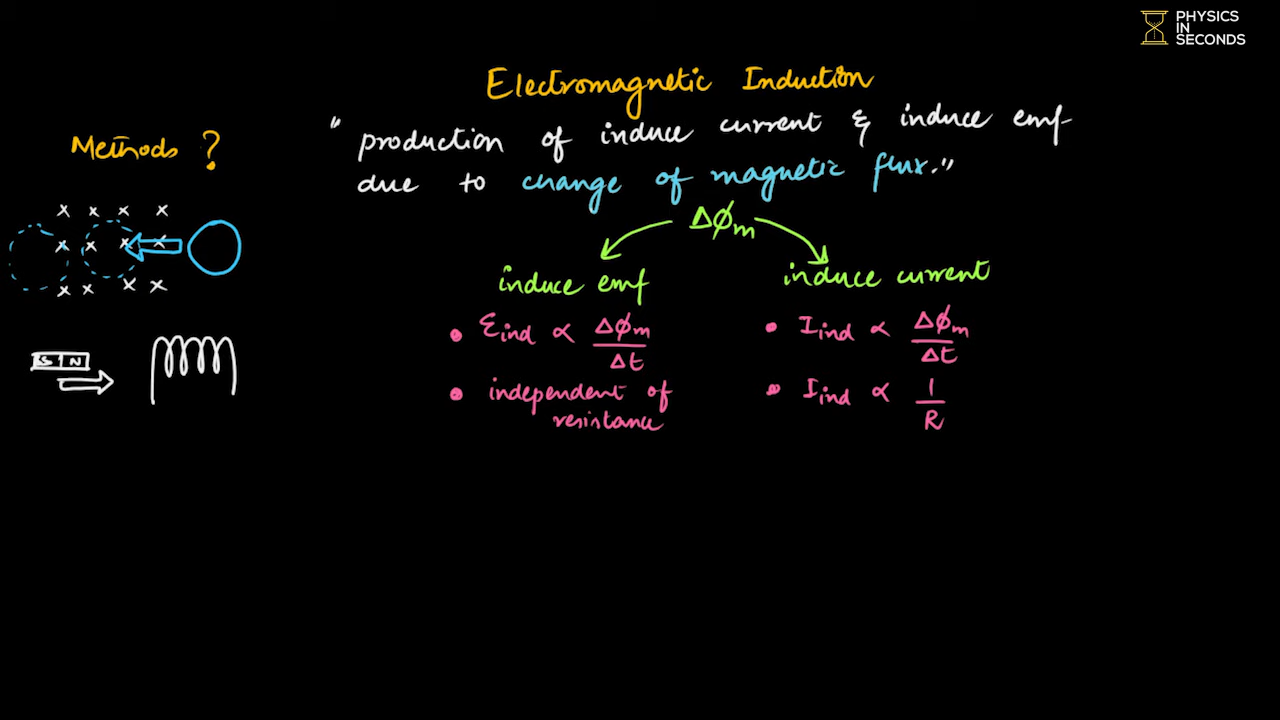 PHYSICS
IN
SECONDS
Electromagnetic Induction
" production of induce current & induce emf
due to change of magnetic flux."
Δϕm
induce emf
• Ɛind ∝ Δϕm/Δt
• independent of
resistance
induce current
• Iind ∝ Δϕm/Δt
• Iind ∝ 1/R
Methods ?
x x x x
x x x x
x x x x
S N